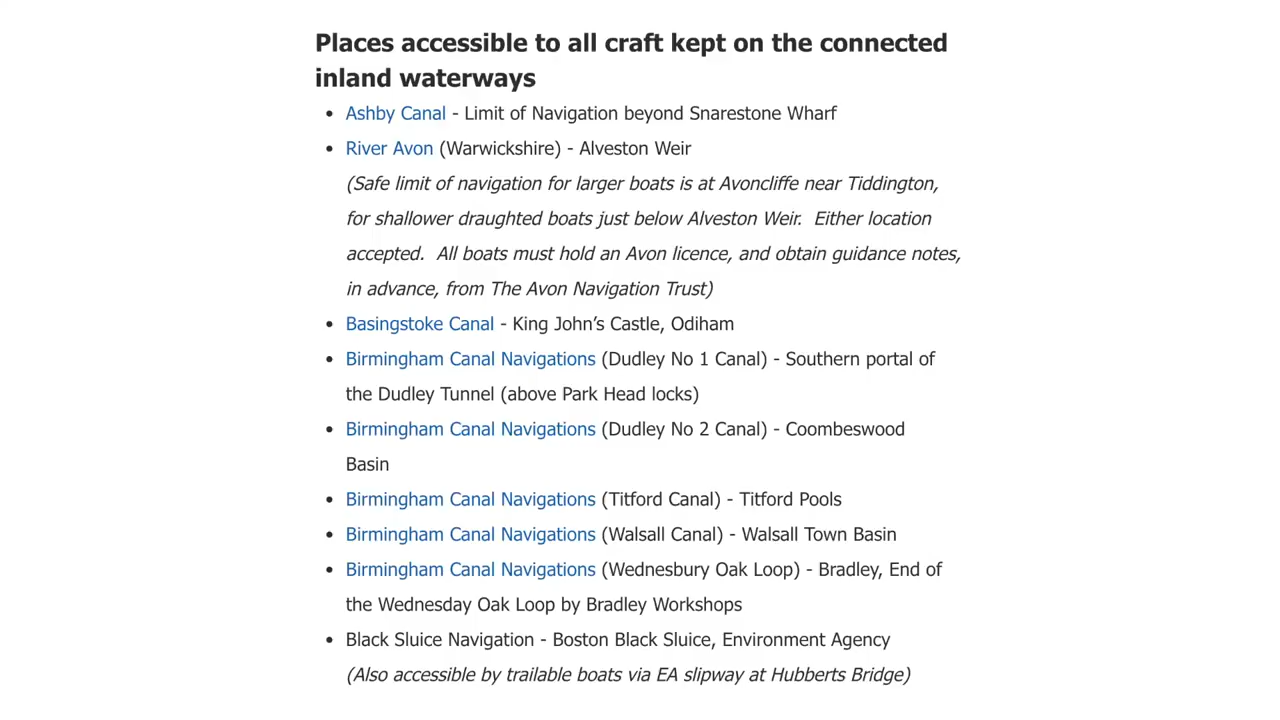 Places accessible to all craft kept on the connected
inland waterways
• Ashby Canal - Limit of Navigation beyond Snarestone Wharf
• River Avon (Warwickshire) - Alveston Weir
(Safe limit of navigation for larger boats is at Avoncliffe near Tiddington,
for shallower draughted boats just below Alveston Weir.  Either location
accepted.  All boats must hold an Avon licence, and obtain guidance notes,
in advance, from The Avon Navigation Trust)
• Basingstoke Canal - King John’s Castle, Odiham
• Birmingham Canal Navigations (Dudley No 1 Canal) - Southern portal of
the Dudley Tunnel (above Park Head locks)
• Birmingham Canal Navigations (Dudley No 2 Canal) - Coombeswood
Basin
• Birmingham Canal Navigations (Titford Canal) - Titford Pools
• Birmingham Canal Navigations (Walsall Canal) - Walsall Town Basin
• Birmingham Canal Navigations (Wednesbury Oak Loop) - Bradley, End of
the Wednesday Oak Loop by Bradley Workshops
• Black Sluice Navigation - Boston Black Sluice, Environment Agency
(Also accessible by trailable boats via EA slipway at Hubberts Bridge)